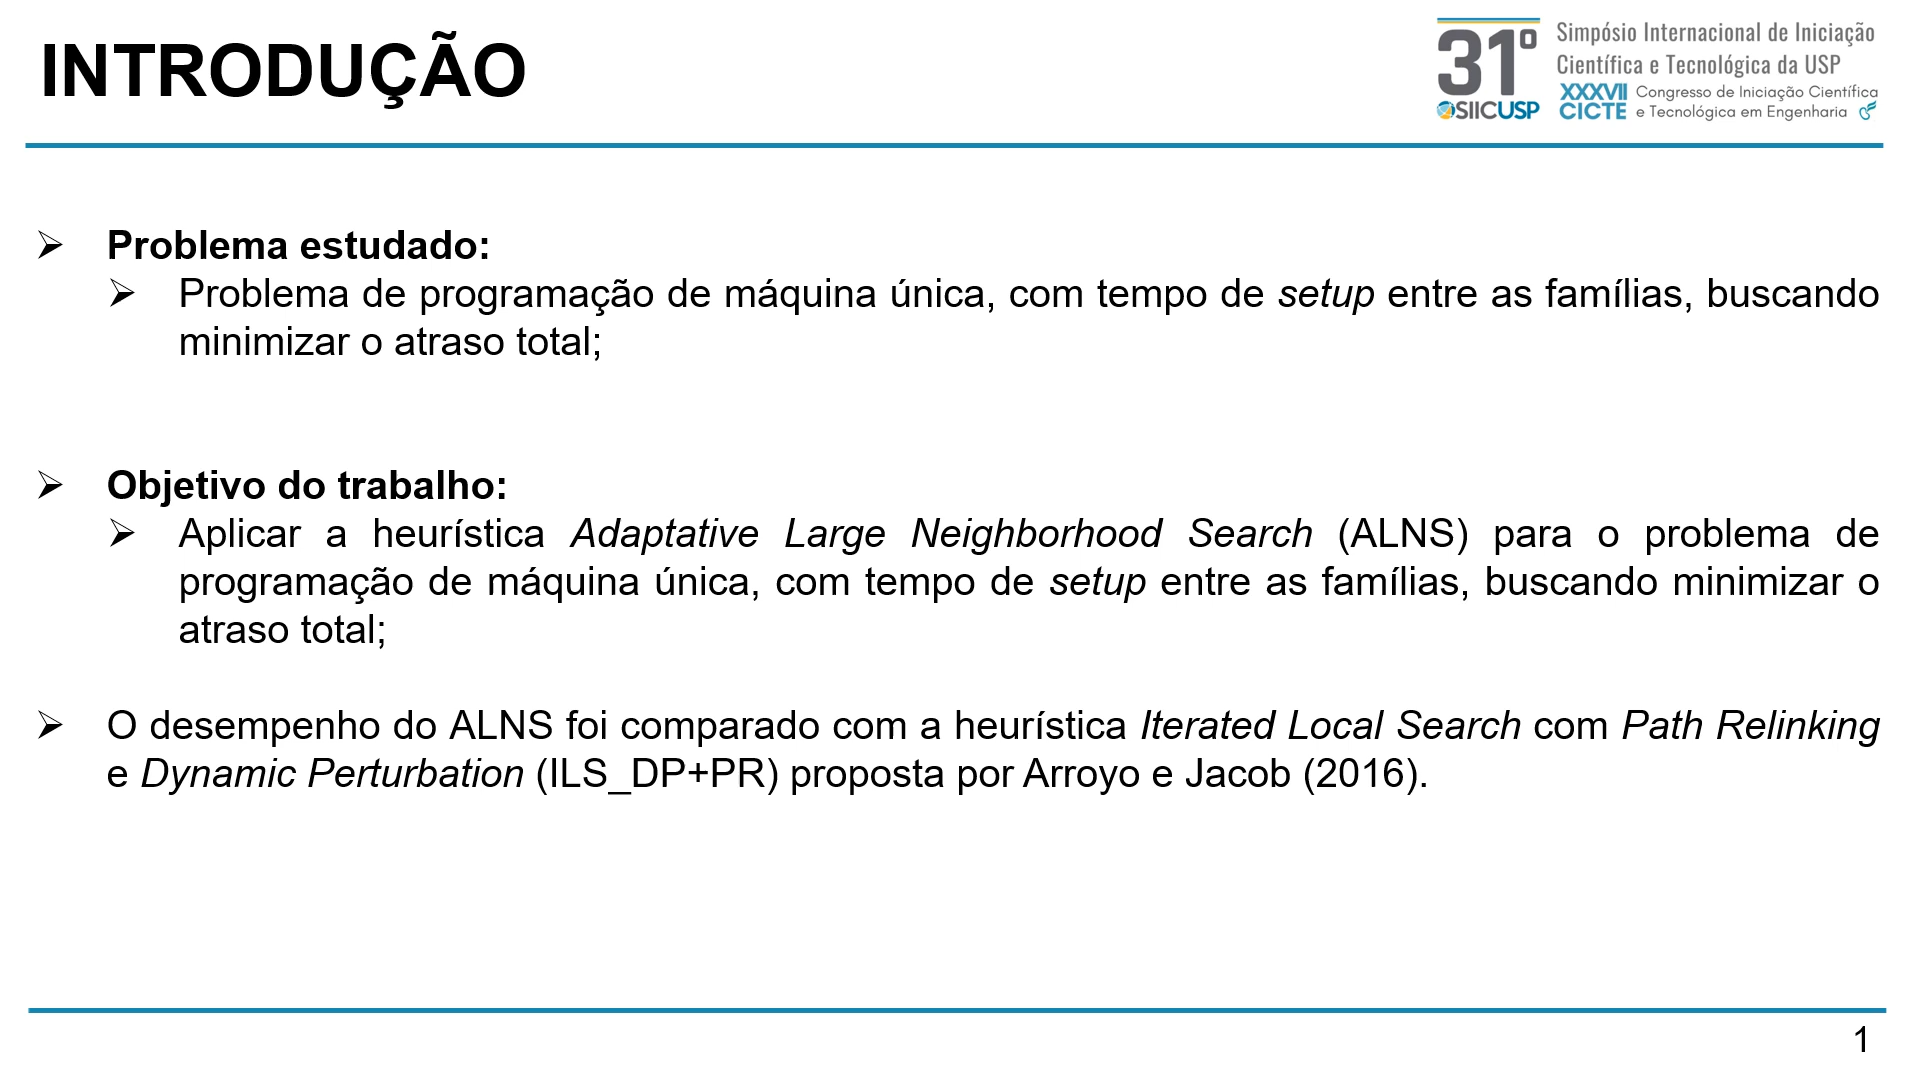 INTRODUÇÃO
31º
SIICUSP
Simpósio Internacional de Iniciação
Científica e Tecnológica da USP
XXXVII
CICTE
Congresso de Iniciação Científica
e Tecnológica em Engenharia
Problema estudado:
Problema de programação de máquina única, com tempo de setup entre as famílias, buscando
minimizar o atraso total;
Objetivo do trabalho:
Aplicar a heurística Adaptative Large Neighborhood Search (ALNS) para o problema de
programação de máquina única, com tempo de setup entre as famílias, buscando minimizar o
atraso total;
O desempenho do ALNS foi comparado com a heurística Iterated Local Search com Path Relinking
e Dynamic Perturbation (ILS_DP+PR) proposta por Arroyo e Jacob (2016).
1